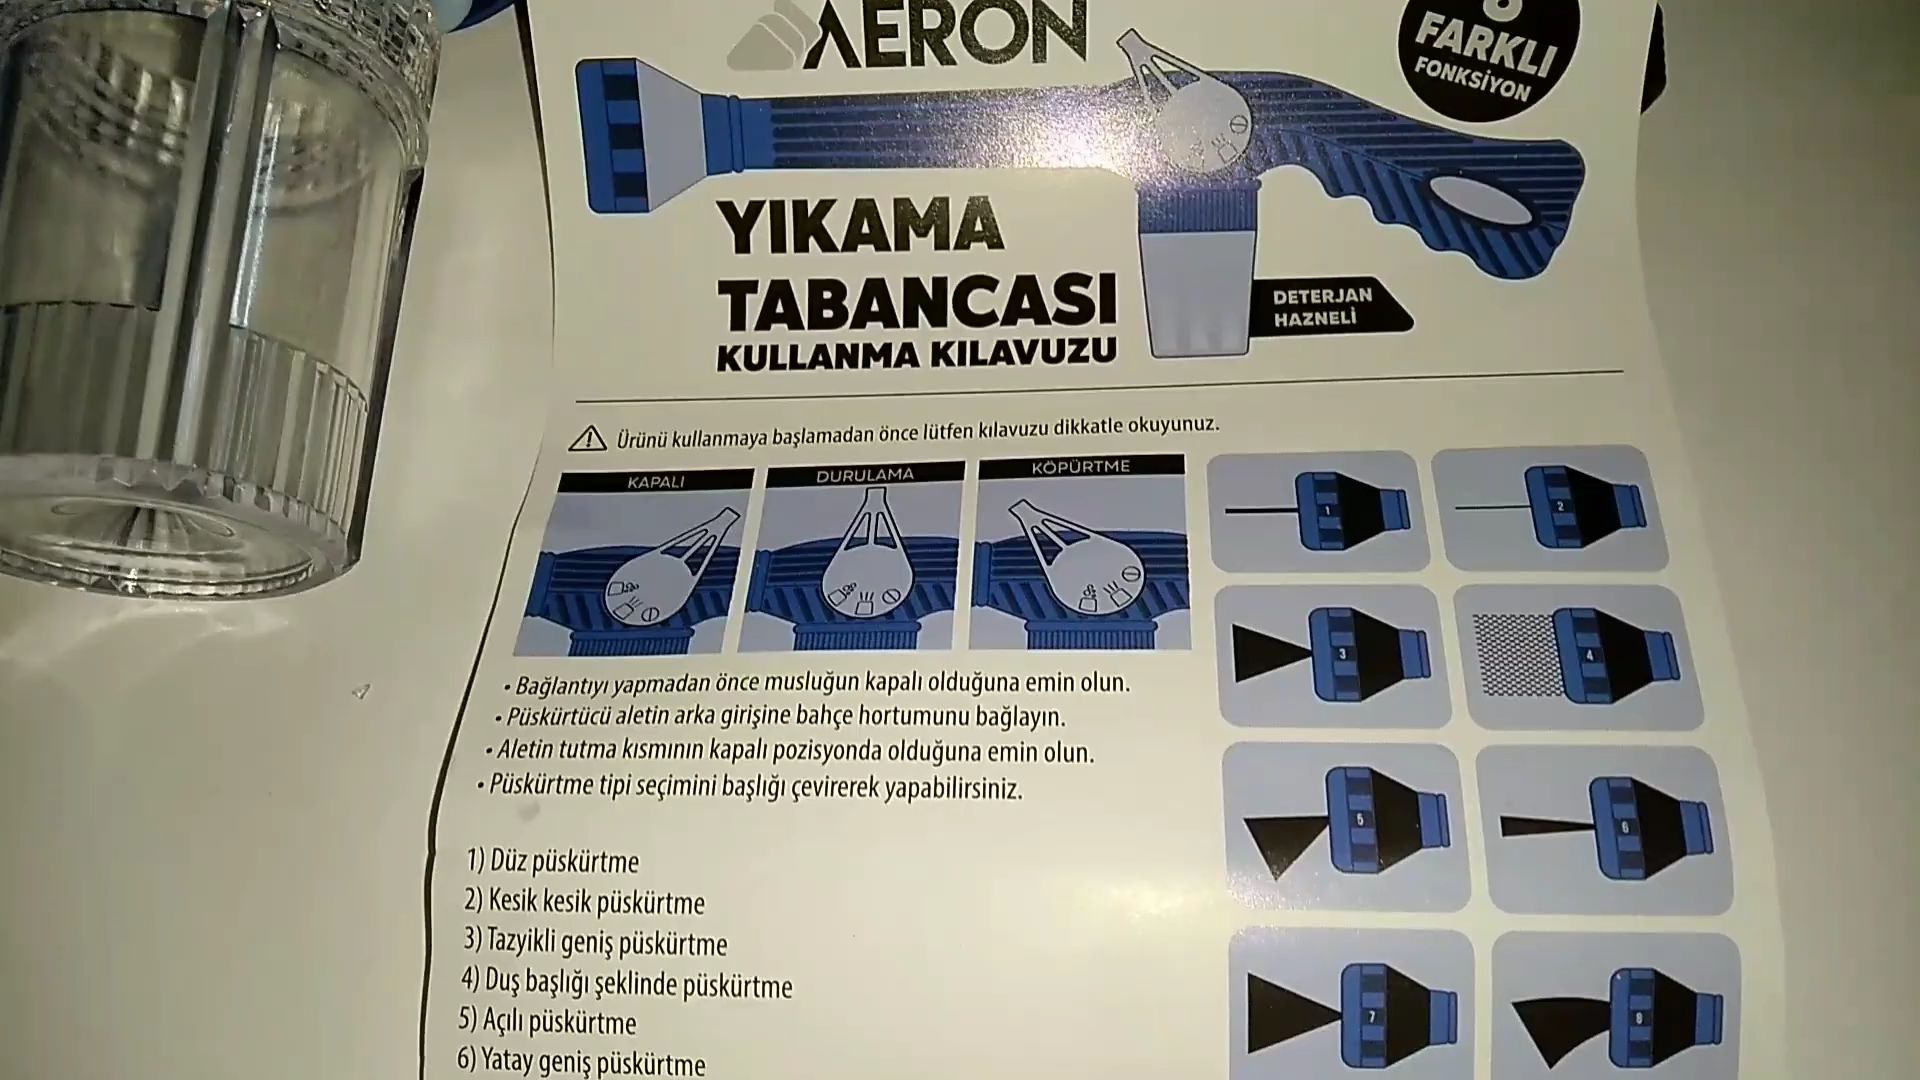 AERON
FARKLI
FONKSİYON
YIKAMA
TABANCASI
KULLANMA KILAVUZU
DETERJAN
HAZNELİ
Ürünü kullanmaya başlamadan önce lütfen kılavuzu dikkatle okuyunuz.
KAPALI
DURULAMA
KÖPÜRTME
1
2
3
4
5
6
7
8
• Bağlantıyı yapmadan önce musluğun kapalı olduğuna emin olun.
• Püskürtücü aletin arka girişine bahçe hortumunu bağlayın.
• Aletin tutma kısmının kapalı pozisyonda olduğuna emin olun.
• Püskürtme tipi seçimini başlığı çevirerek yapabilirsiniz.
1) Düz püskürtme
2) Kesik kesik püskürtme
3) Tazyikli geniş püskürtme
4) Duş başlığı şeklinde püskürtme
5) Açılı püskürtme
6) Yatay geniş püskürtme